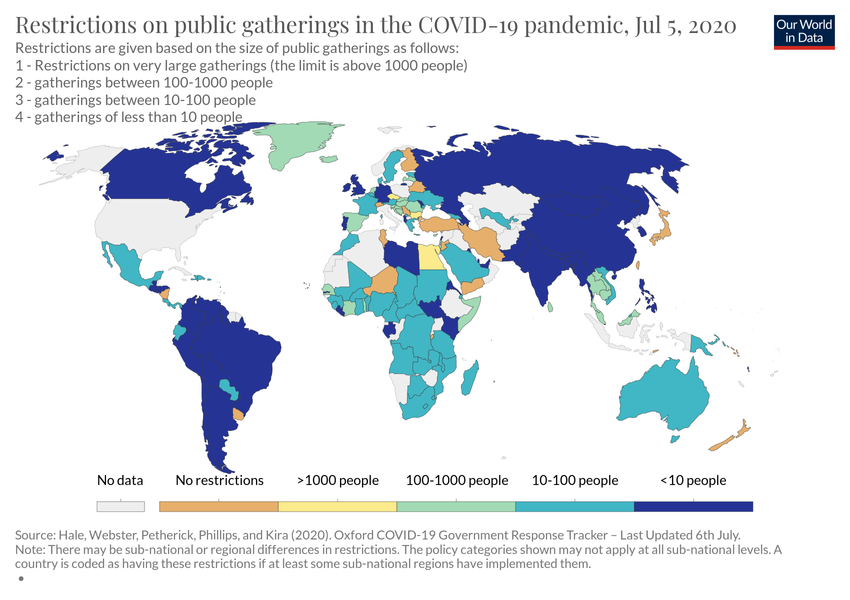 Restrictions on public gatherings in the COVID-19 pandemic, Jul 5, 2020
Our World
in Data
Restrictions are given based on the size of public gatherings as follows:
1 - Restrictions on very large gatherings (the limit is above 1000 people)
2 - gatherings between 100-1000 people
3 - gatherings between 10-100 people
4 - gatherings of less than 10 people
No data
No restrictions
>1000 people
100-1000 people
10-100 people
<10 people
Source: Hale, Webster, Petherick, Phillips, and Kira (2020). Oxford COVID-19 Government Response Tracker – Last Updated 6th July.
Note: There may be sub-national or regional differences in restrictions. The policy categories shown may not apply at all sub-national levels. A
country is coded as having these restrictions if at least some sub-national regions have implemented them.
•